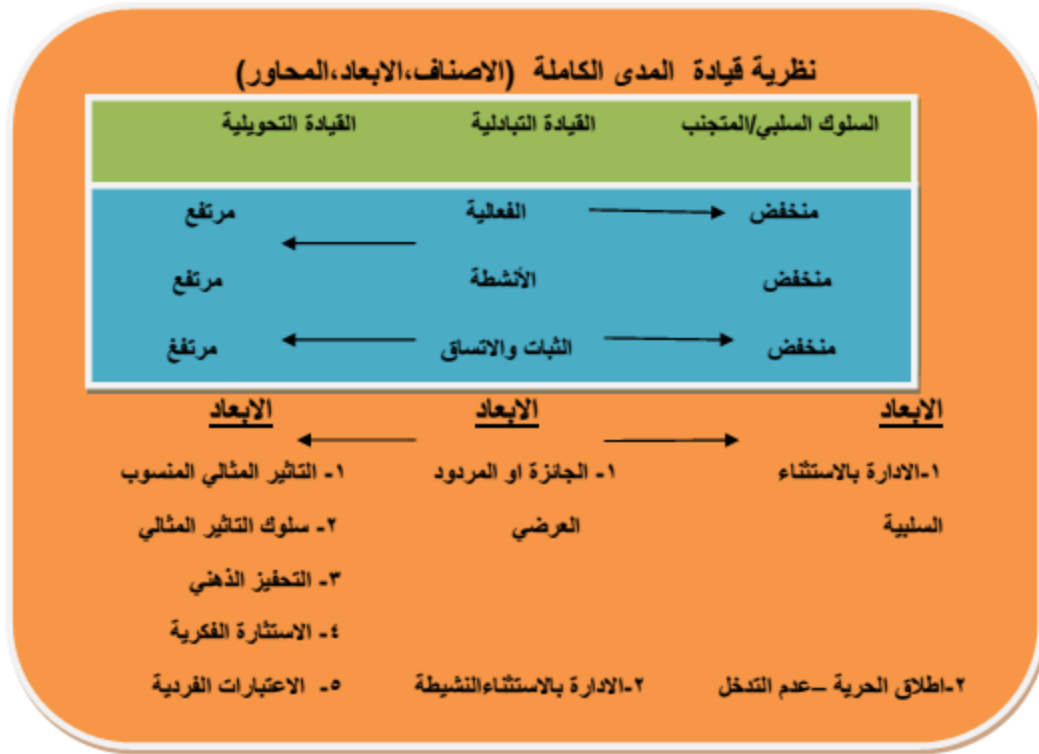 نظرية قيادة المدى الكاملة (الاصناف،الابعاد،المحاور)
السلوك السلبي/المتجنب القيادة التبادلية القيادة التحويلية
منخفض الفعالية مرتفع
منخفض الأنشطة مرتفع
منخفض الثبات والاتساق مرتفغ
الابعاد الابعاد الابعاد
١-الادارة بالاستثناء ١- الجائزة او المردود ١- التاثير المثالي المنسوب
السلبية العرضي ٢- سلوك التاثير المثالي
٣- التحفيز الذهني
٤- الاستثارة الفكرية
٢-اطلاق الحرية –عدم التدخل ٢-الادارة بالاستثناءالنشيطة ٥- الاعتبارات الفردية